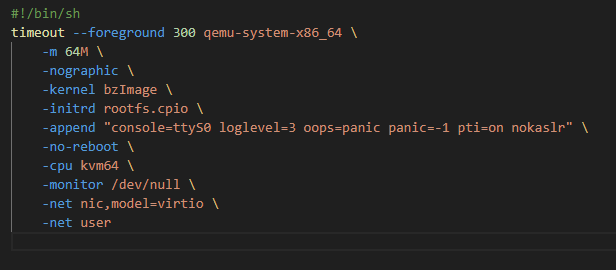 #!/bin/sh
timeout --foreground 300 qemu-system-x86_64 \
    -m 64M \
    -nographic \
    -kernel bzImage \
    -initrd rootfs.cpio \
    -append "console=ttyS0 loglevel=3 oops=panic panic=-1 pti=on nokaslr" \
    -no-reboot \
    -cpu kvm64 \
    -monitor /dev/null \
    -net nic,model=virtio \
    -net user